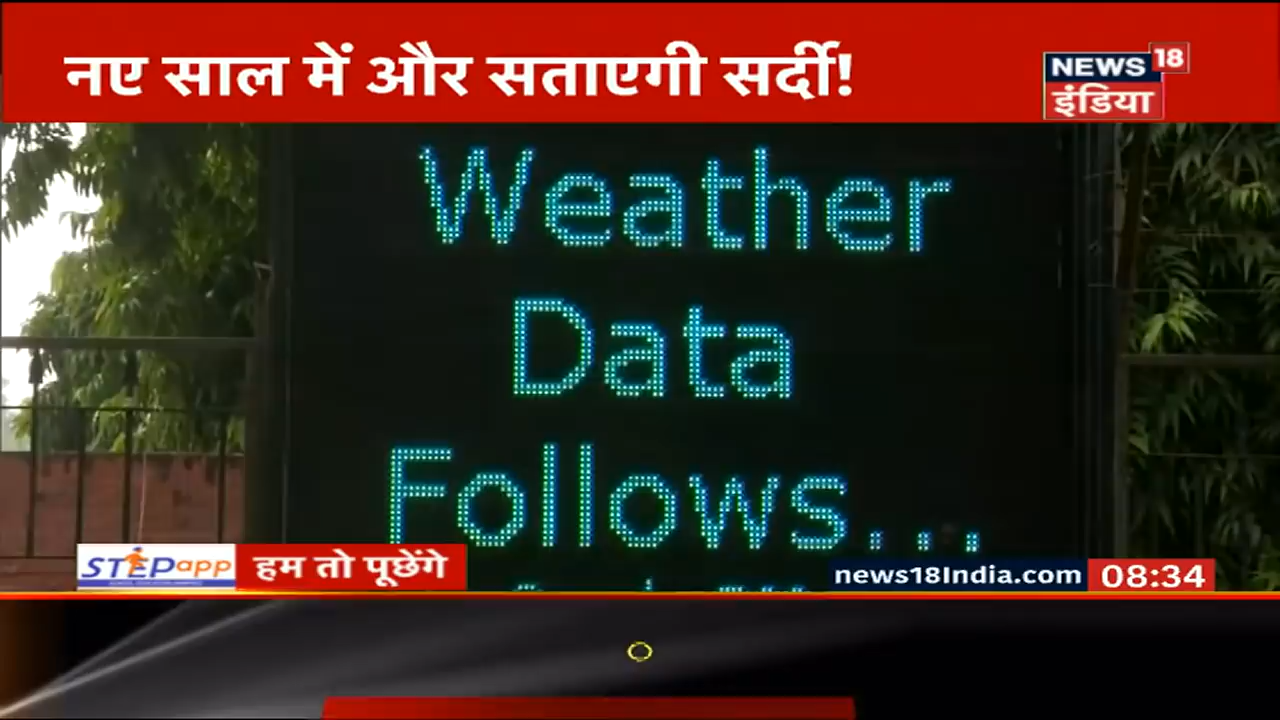 नए साल में और सताएगी सर्दी!
NEWS 18
इंडिया
Weather
Data
Follows...
STEPapp
हम तो पूछेंगे
news18India.com
08:34